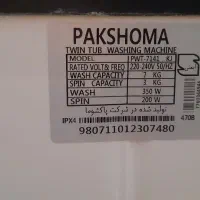 PAKSHOMA
TWIN TUB WASHING MACHINE
MODEL PWT-7141 KJ
RATED VOLT& FREQ 220-240V 50/HZ
WASH CAPACITY 7 KG
SPIN CAPACITY 3 KG
WASH 350 W
SPIN 200 W
تولید شده در شرکت پاکشوما
IPX4 4708
980711012307480